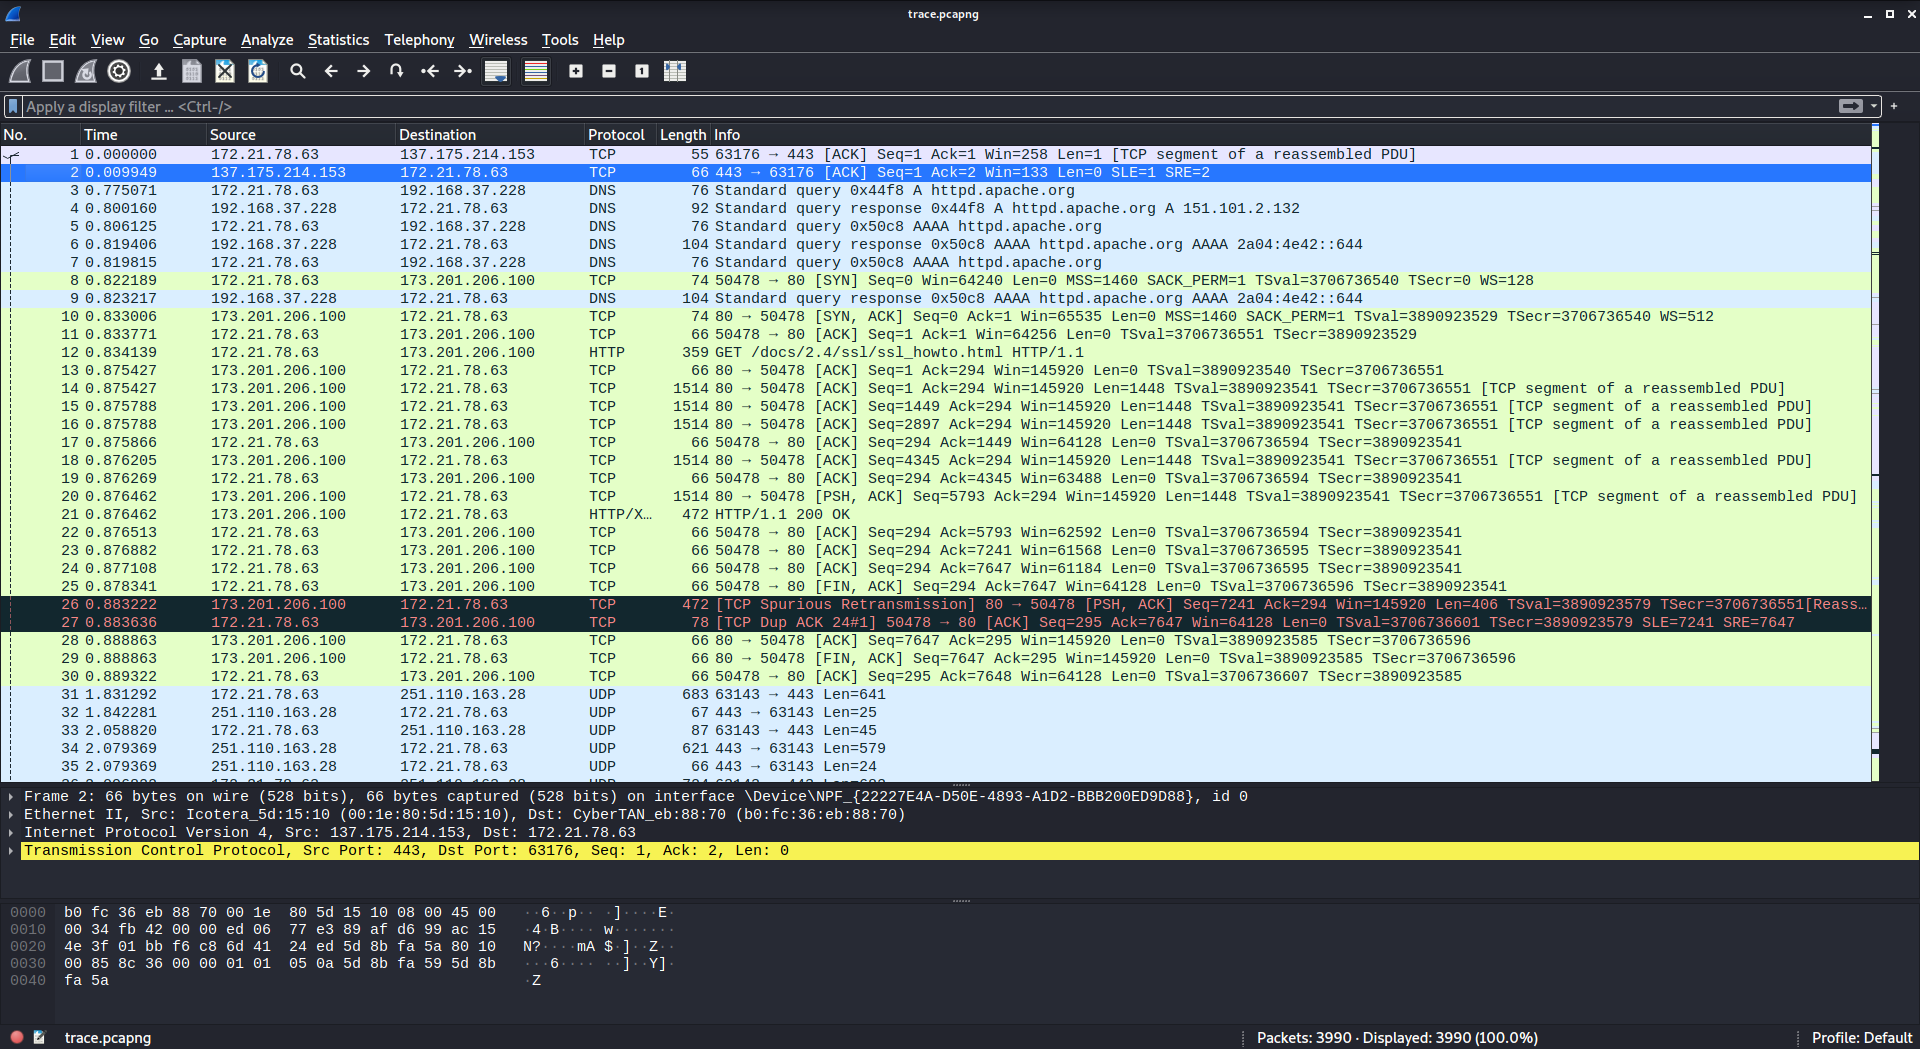 trace.pcapng
File Edit View Go Capture Analyze Statistics Telephony Wireless Tools Help
Apply a display filter … <Ctrl-/>
No. Time Source Destination Protocol Length Info
1 0.000000 172.21.78.63 137.175.214.153 TCP 55 63176 → 443 [ACK] Seq=1 Ack=1 Win=258 Len=1 [TCP segment of a reassembled PDU]
2 0.009949 137.175.214.153 172.21.78.63 TCP 66 443 → 63176 [ACK] Seq=1 Ack=2 Win=133 Len=0 SLE=1 SRE=2
3 0.775071 172.21.78.63 192.168.37.228 DNS 76 Standard query 0x44f8 A httpd.apache.org
4 0.800160 192.168.37.228 172.21.78.63 DNS 92 Standard query response 0x44f8 A httpd.apache.org A 151.101.2.132
5 0.806125 172.21.78.63 192.168.37.228 DNS 76 Standard query 0x50c8 AAAA httpd.apache.org
6 0.819406 192.168.37.228 172.21.78.63 DNS 104 Standard query response 0x50c8 AAAA httpd.apache.org AAAA 2a04:4e42::644
7 0.819815 172.21.78.63 192.168.37.228 DNS 76 Standard query 0x50c8 AAAA httpd.apache.org
8 0.822189 172.21.78.63 173.201.206.100 TCP 74 50478 → 80 [SYN] Seq=0 Win=64240 Len=0 MSS=1460 SACK_PERM=1 TSval=3706736540 TSecr=0 WS=128
9 0.823217 192.168.37.228 172.21.78.63 DNS 104 Standard query response 0x50c8 AAAA httpd.apache.org AAAA 2a04:4e42::644
10 0.833006 173.201.206.100 172.21.78.63 TCP 74 80 → 50478 [SYN, ACK] Seq=0 Ack=1 Win=65535 Len=0 MSS=1460 SACK_PERM=1 TSval=3890923529 TSecr=3706736540 WS=512
11 0.833771 172.21.78.63 173.201.206.100 TCP 66 50478 → 80 [ACK] Seq=1 Ack=1 Win=64256 Len=0 TSval=3706736551 TSecr=3890923529
12 0.834139 172.21.78.63 173.201.206.100 HTTP 359 GET /docs/2.4/ssl/ssl_howto.html HTTP/1.1
13 0.875427 173.201.206.100 172.21.78.63 TCP 66 80 → 50478 [ACK] Seq=1 Ack=294 Win=145920 Len=0 TSval=3890923540 TSecr=3706736551
14 0.875427 173.201.206.100 172.21.78.63 TCP 1514 80 → 50478 [ACK] Seq=1 Ack=294 Win=145920 Len=1448 TSval=3890923541 TSecr=3706736551 [TCP segment of a reassembled PDU]
15 0.875788 173.201.206.100 172.21.78.63 TCP 1514 80 → 50478 [ACK] Seq=1449 Ack=294 Win=145920 Len=1448 TSval=3890923541 TSecr=3706736551 [TCP segment of a reassembled PDU]
16 0.875788 173.201.206.100 172.21.78.63 TCP 1514 80 → 50478 [ACK] Seq=2897 Ack=294 Win=145920 Len=1448 TSval=3890923541 TSecr=3706736551 [TCP segment of a reassembled PDU]
17 0.875866 172.21.78.63 173.201.206.100 TCP 66 50478 → 80 [ACK] Seq=294 Ack=1449 Win=64128 Len=0 TSval=3706736594 TSecr=3890923541
18 0.876205 173.201.206.100 172.21.78.63 TCP 1514 80 → 50478 [ACK] Seq=4345 Ack=294 Win=145920 Len=1448 TSval=3890923541 TSecr=3706736551 [TCP segment of a reassembled PDU]
19 0.876269 172.21.78.63 173.201.206.100 TCP 66 50478 → 80 [ACK] Seq=294 Ack=4345 Win=63488 Len=0 TSval=3706736594 TSecr=3890923541
20 0.876462 173.201.206.100 172.21.78.63 TCP 1514 80 → 50478 [PSH, ACK] Seq=5793 Ack=294 Win=145920 Len=1448 TSval=3890923541 TSecr=3706736551 [TCP segment of a reassembled PDU]
21 0.876462 173.201.206.100 172.21.78.63 HTTP/X… 472 HTTP/1.1 200 OK
22 0.876513 172.21.78.63 173.201.206.100 TCP 66 50478 → 80 [ACK] Seq=294 Ack=5793 Win=62592 Len=0 TSval=3706736594 TSecr=3890923541
23 0.876882 172.21.78.63 173.201.206.100 TCP 66 50478 → 80 [ACK] Seq=294 Ack=7241 Win=61568 Len=0 TSval=3706736595 TSecr=3890923541
24 0.877108 172.21.78.63 173.201.206.100 TCP 66 50478 → 80 [ACK] Seq=294 Ack=7647 Win=61184 Len=0 TSval=3706736595 TSecr=3890923541
25 0.878341 172.21.78.63 173.201.206.100 TCP 66 50478 → 80 [FIN, ACK] Seq=294 Ack=7647 Win=64128 Len=0 TSval=3706736596 TSecr=3890923541
26 0.883222 173.201.206.100 172.21.78.63 TCP 472 [TCP Spurious Retransmission] 80 → 50478 [PSH, ACK] Seq=7241 Ack=294 Win=145920 Len=406 TSval=3890923579 TSecr=3706736551[Reass…
27 0.883636 172.21.78.63 173.201.206.100 TCP 78 [TCP Dup ACK 24#1] 50478 → 80 [ACK] Seq=295 Ack=7647 Win=64128 Len=0 TSval=3706736601 TSecr=3890923579 SLE=7241 SRE=7647
28 0.888863 173.201.206.100 172.21.78.63 TCP 66 80 → 50478 [ACK] Seq=7647 Ack=295 Win=145920 Len=0 TSval=3890923585 TSecr=3706736596
29 0.888863 173.201.206.100 172.21.78.63 TCP 66 80 → 50478 [FIN, ACK] Seq=7647 Ack=295 Win=145920 Len=0 TSval=3890923585 TSecr=3706736596
30 0.889322 172.21.78.63 173.201.206.100 TCP 66 50478 → 80 [ACK] Seq=295 Ack=7648 Win=64128 Len=0 TSval=3706736607 TSecr=3890923585
31 1.831292 172.21.78.63 251.110.163.28 UDP 683 63143 → 443 Len=641
32 1.842281 251.110.163.28 172.21.78.63 UDP 67 443 → 63143 Len=25
33 2.058820 172.21.78.63 251.110.163.28 UDP 87 63143 → 443 Len=45
34 2.079369 251.110.163.28 172.21.78.63 UDP 621 443 → 63143 Len=579
35 2.079369 251.110.163.28 172.21.78.63 UDP 66 443 → 63143 Len=24
Frame 2: 66 bytes on wire (528 bits), 66 bytes captured (528 bits) on interface \Device\NPF_{22227E4A-D50E-4893-A1D2-BBB200ED9D88}, id 0
Ethernet II, Src: Icotera_5d:15:10 (00:1e:80:5d:15:10), Dst: CyberTAN_eb:88:70 (b0:fc:36:eb:88:70)
Internet Protocol Version 4, Src: 137.175.214.153, Dst: 172.21.78.63
Transmission Control Protocol, Src Port: 443, Dst Port: 63176, Seq: 1, Ack: 2, Len: 0
0000 b0 fc 36 eb 88 70 00 1e 80 5d 15 10 08 00 45 00 ··6··p·· ·]····E·
0010 00 34 fb 42 00 00 ed 06 77 e3 89 af d6 99 ac 15 ·4·B···· w·······
0020 4e 3f 01 bb f6 c8 6d 41 24 ed 5d 8b fa 5a 80 10 N?····mA $·]··Z··
0030 00 85 8c 36 00 00 01 01 05 0a 5d 8b fa 59 5d 8b ···6···· ··]··Y]·
0040 fa 5a ·Z
trace.pcapng Packets: 3990 · Displayed: 3990 (100.0%) Profile: Default